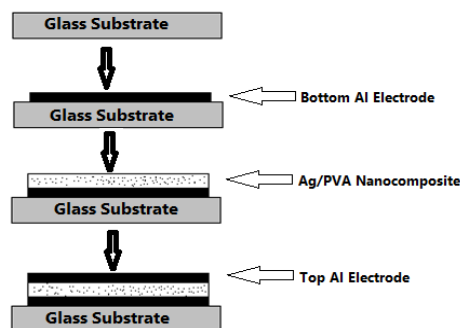 Glass Substrate
Bottom Al Electrode
Glass Substrate
Ag/PVA Nanocomposite
Glass Substrate
Top Al Electrode
Glass Substrate